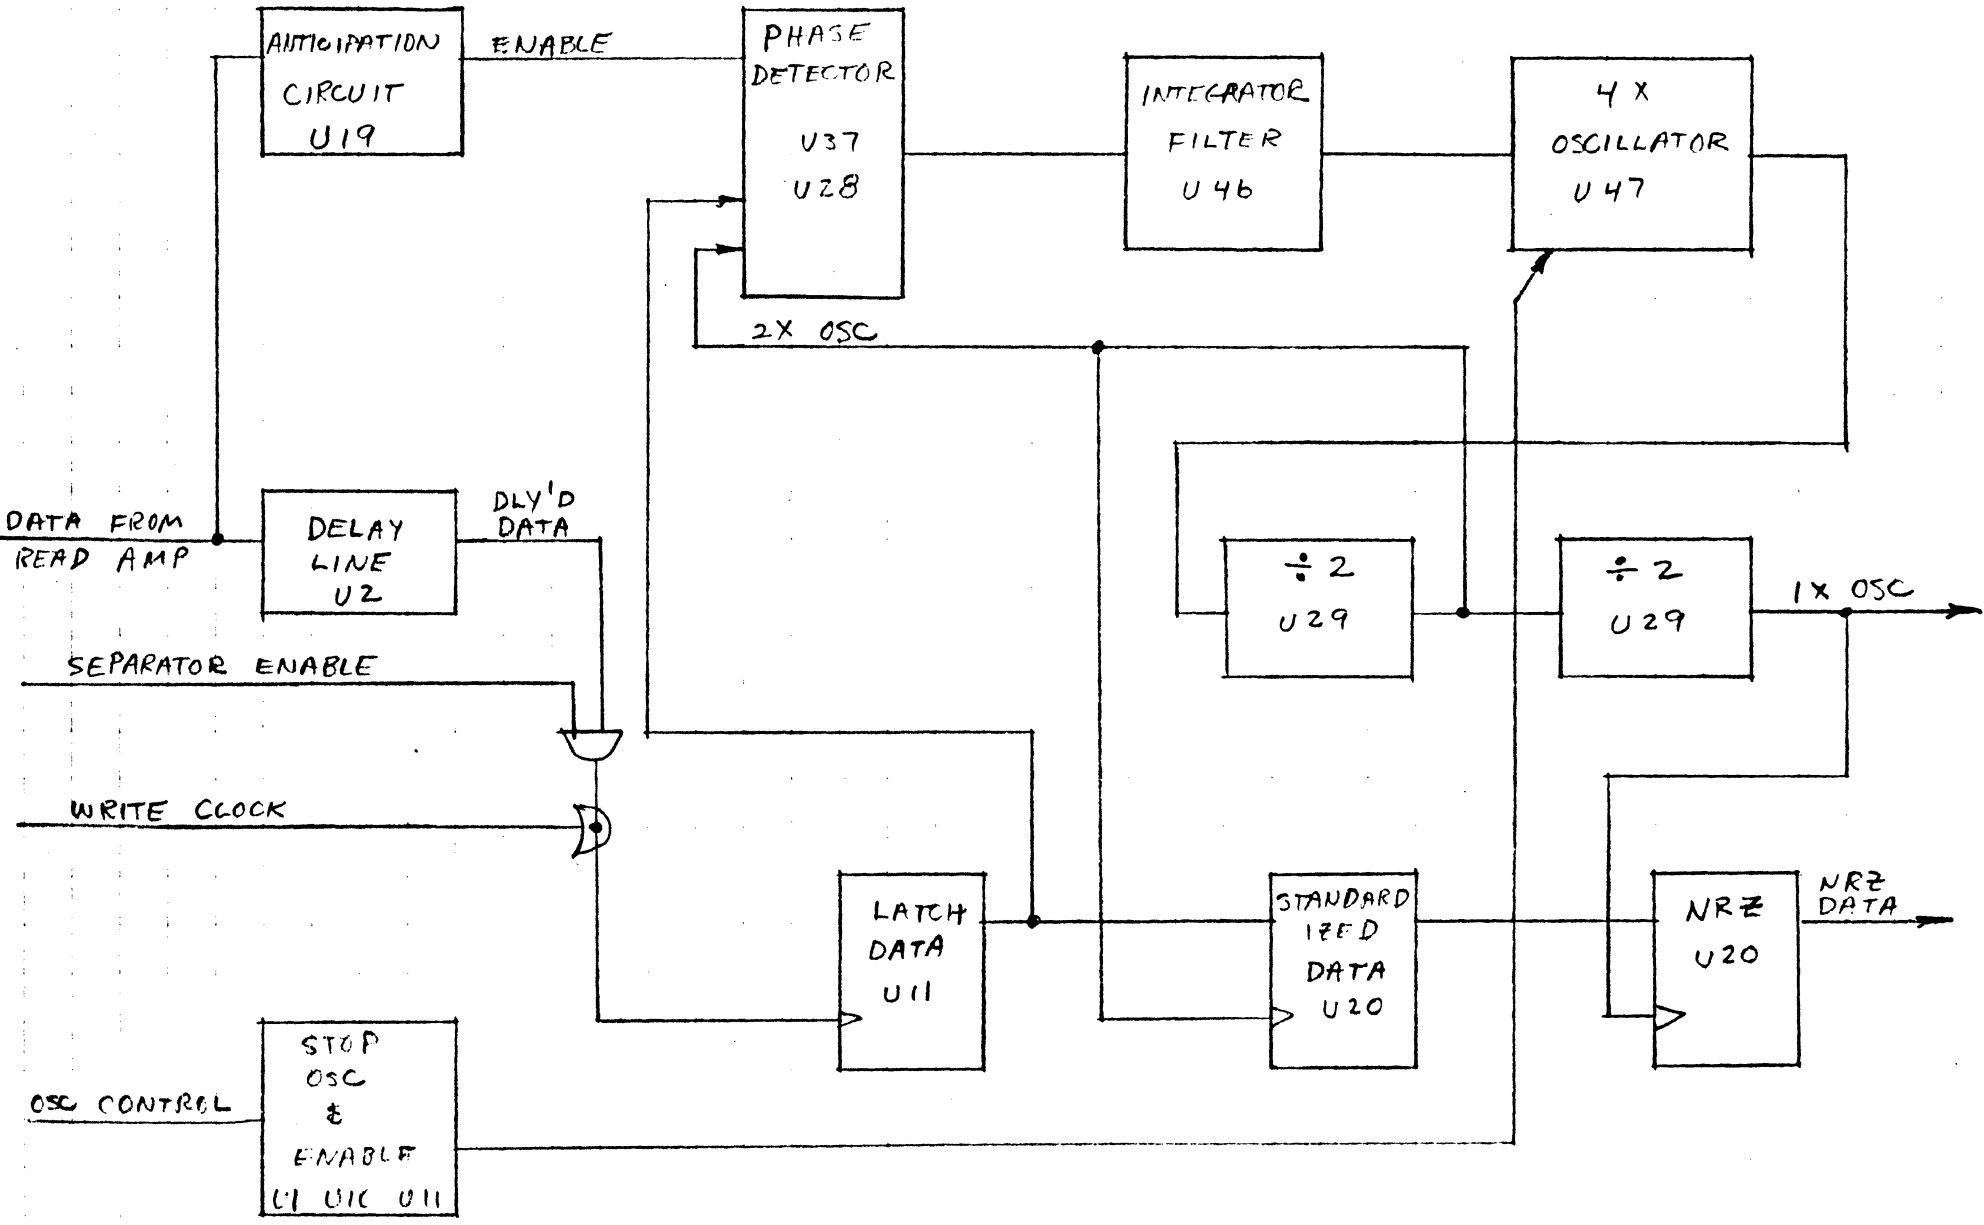 ANTICIPATION
CIRCUIT
U19
ENABLE
PHASE
DETECTOR
U37
U28
INTEGRATOR
FILTER
U46
4X
OSCILLATOR
U47
2X OSC
DATA FROM
READ AMP
DELAY
LINE
U2
DLY'D
DATA
÷2
U29
÷2
U29
1X OSC
SEPARATOR ENABLE
WRITE CLOCK
LATCH
DATA
U11
STANDARD
IZED
DATA
U20
NRZ
U20
NRZ
DATA
OSC CONTROL
STOP
OSC
&
ENABLE
U11